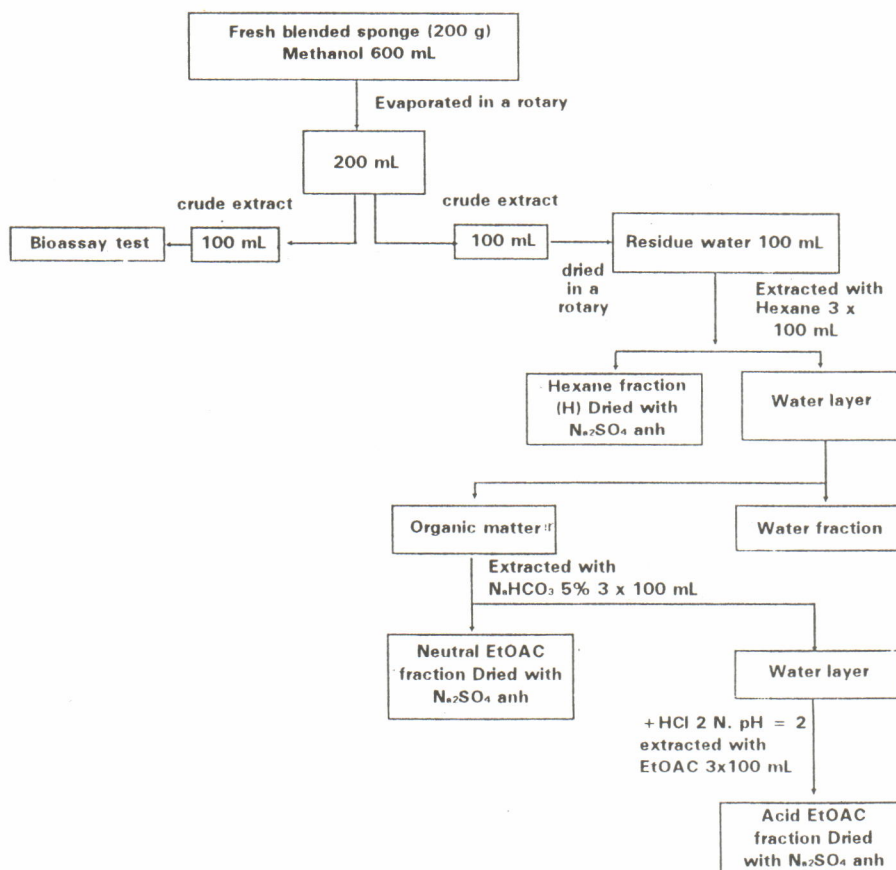 Fresh blended sponge (200 g)
Methanol 600 mL
Evaporated in a rotary
200 mL
crude extract
crude extract
Bioassay test
100 mL
100 mL
Residue water 100 mL
dried
in a
rotary
Extracted with
Hexane 3 x
100 mL
Hexane fraction
(H) Dried with
Na₂SO₄ anh
Water layer
Organic matter
Water fraction
Extracted with
NaHCO₃ 5% 3 x 100 mL
Neutral EtOAC
fraction Dried with
Na₂SO₄ anh
Water layer
+HCl 2 N. pH = 2
extracted with
EtOAC 3x100 mL
Acid EtOAC
fraction Dried
with Na₂SO₄ anh